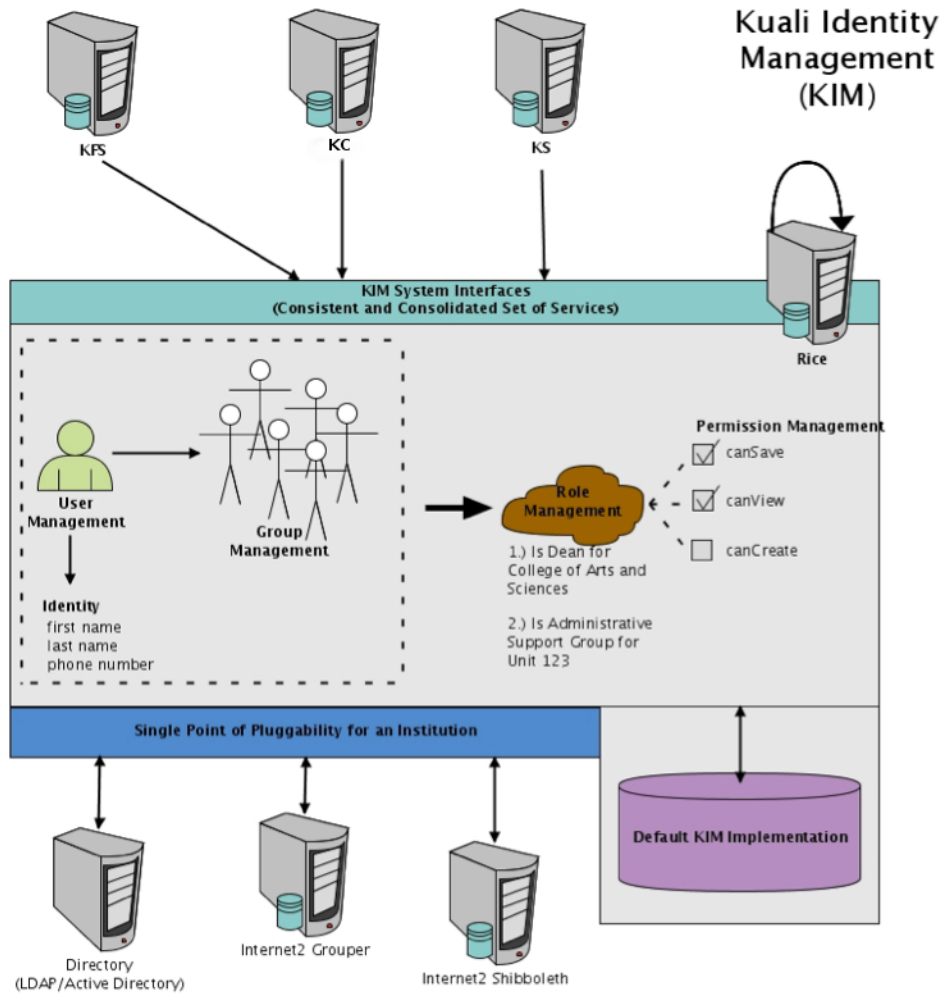 Kuali Identity
Management
(KIM)
KFS
KC
KS
KIM System Interfaces
(Consistent and Consolidated Set of Services)
Rice
User
Management
Group
Management
Identity
first name
last name
phone number
Role
Management
1.) Is Dean for
College of Arts and
Sciences
2.) Is Administrative
Support Group for
Unit 123
Permission Management
canSave
canView
canCreate
Single Point of Pluggability for an Institution
Default KIM Implementation
Directory
(LDAP/Active Directory)
Internet2 Grouper
Internet2 Shibboleth